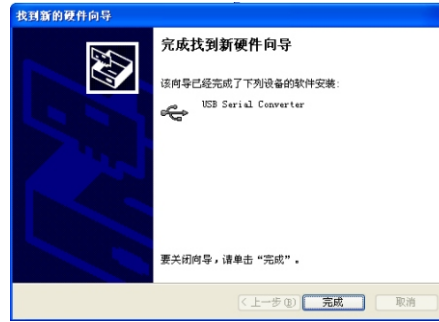 找到新的硬件向导
完成找到新硬件向导
该向导已经完成了下列设备的软件安装:
USB Serial Converter
要关闭向导，请单击“完成”。
< 上一步(B)
完成
取消